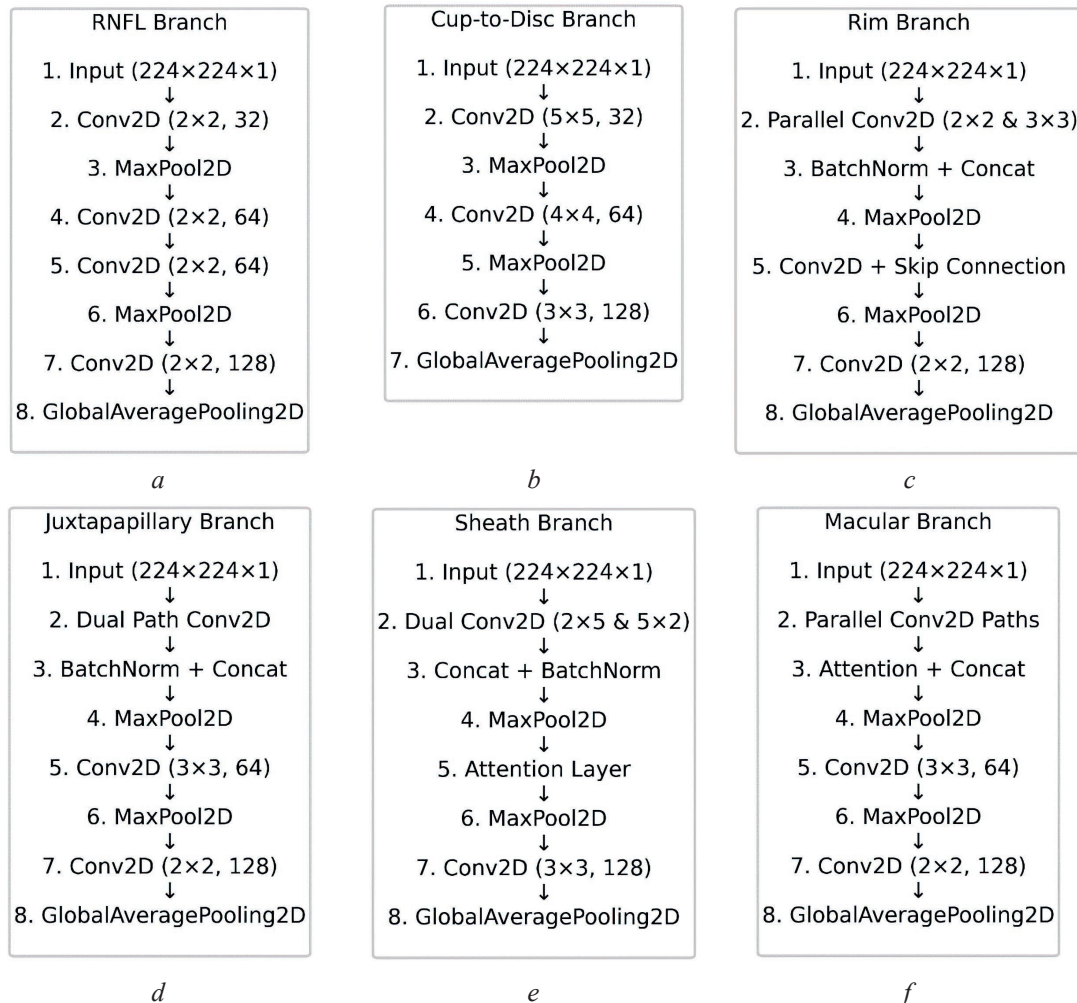 RNFL Branch
1. Input (224×224×1)
↓
2. Conv2D (2×2, 32)
↓
3. MaxPool2D
↓
4. Conv2D (2×2, 64)
↓
5. Conv2D (2×2, 64)
↓
6. MaxPool2D
↓
7. Conv2D (2×2, 128)
↓
8. GlobalAveragePooling2D
a
Cup-to-Disc Branch
1. Input (224×224×1)
↓
2. Conv2D (5×5, 32)
↓
3. MaxPool2D
↓
4. Conv2D (4×4, 64)
↓
5. MaxPool2D
↓
6. Conv2D (3×3, 128)
↓
7. GlobalAveragePooling2D
b
Rim Branch
1. Input (224×224×1)
↓
2. Parallel Conv2D (2×2 & 3×3)
↓
3. BatchNorm + Concat
↓
4. MaxPool2D
↓
5. Conv2D + Skip Connection
↓
6. MaxPool2D
↓
7. Conv2D (2×2, 128)
↓
8. GlobalAveragePooling2D
c
Juxtapapillary Branch
1. Input (224×224×1)
↓
2. Dual Path Conv2D
↓
3. BatchNorm + Concat
↓
4. MaxPool2D
↓
5. Conv2D (3×3, 64)
↓
6. MaxPool2D
↓
7. Conv2D (2×2, 128)
↓
8. GlobalAveragePooling2D
d
Sheath Branch
1. Input (224×224×1)
↓
2. Dual Conv2D (2×5 & 5×2)
↓
3. Concat + BatchNorm
↓
4. MaxPool2D
↓
5. Attention Layer
↓
6. MaxPool2D
↓
7. Conv2D (3×3, 128)
↓
8. GlobalAveragePooling2D
e
Macular Branch
1. Input (224×224×1)
↓
2. Parallel Conv2D Paths
↓
3. Attention + Concat
↓
4. MaxPool2D
↓
5. Conv2D (3×3, 64)
↓
6. MaxPool2D
↓
7. Conv2D (2×2, 128)
↓
8. GlobalAveragePooling2D
f